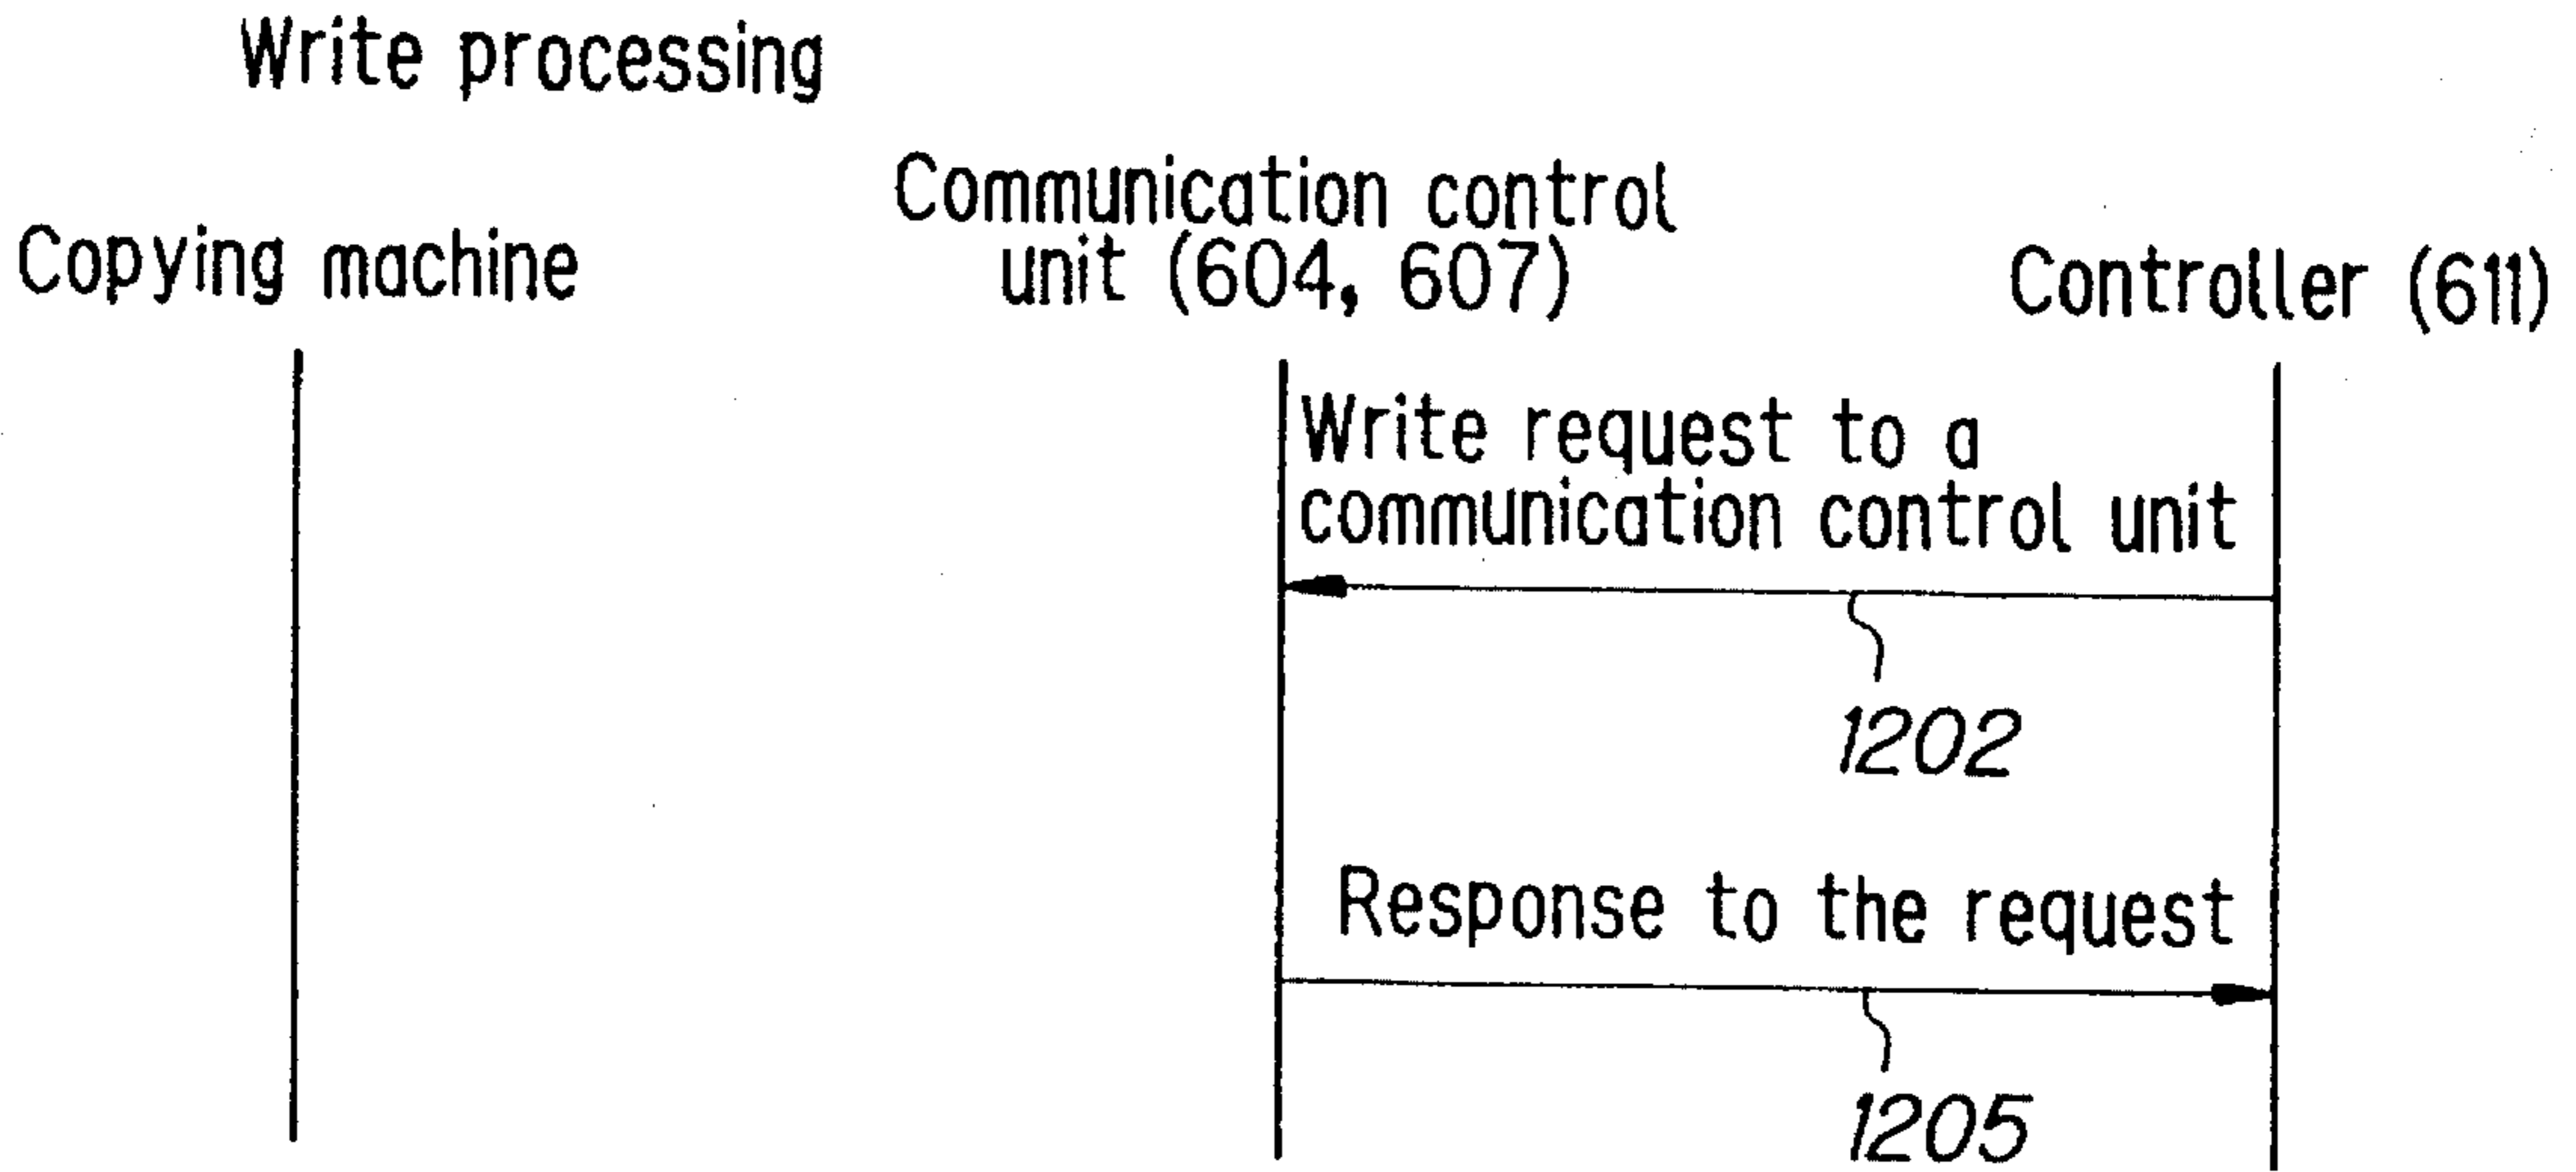 Write processing
Copying machine
Communication control
unit (604, 607)
Controller (611)
Write request to a
communication control unit
1202
Response to the request
1205